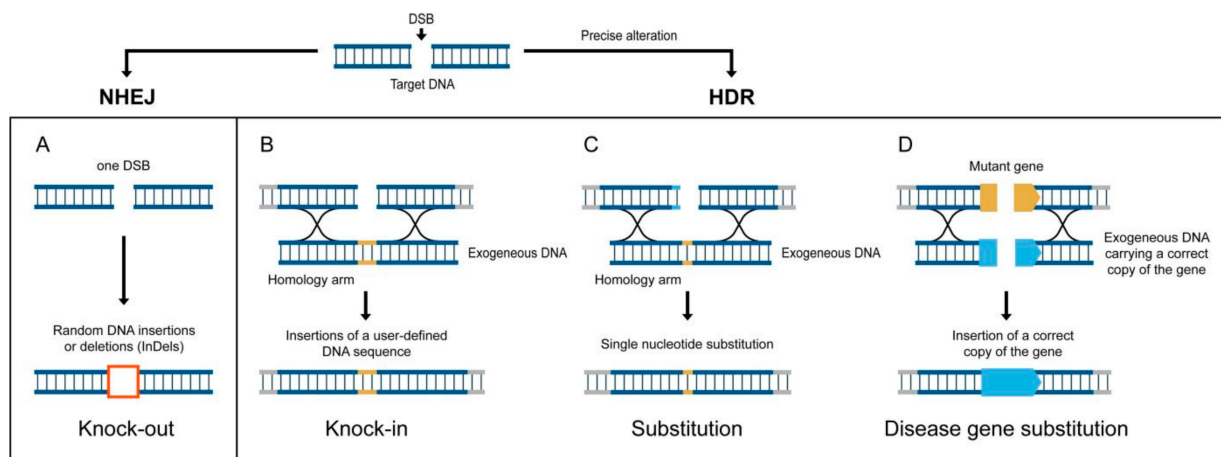 DSB
Precise alteration
Target DNA
NHEJ
HDR
A
one DSB
Random DNA insertions
or deletions (InDels)
Knock-out
B
Exogeneous DNA
Homology arm
Insertions of a user-defined
DNA sequence
Knock-in
C
Exogeneous DNA
Homology arm
Single nucleotide substitution
Substitution
D
Mutant gene
Exogeneous DNA
carrying a correct
copy of the gene
Insertion of a correct
copy of the gene
Disease gene substitution